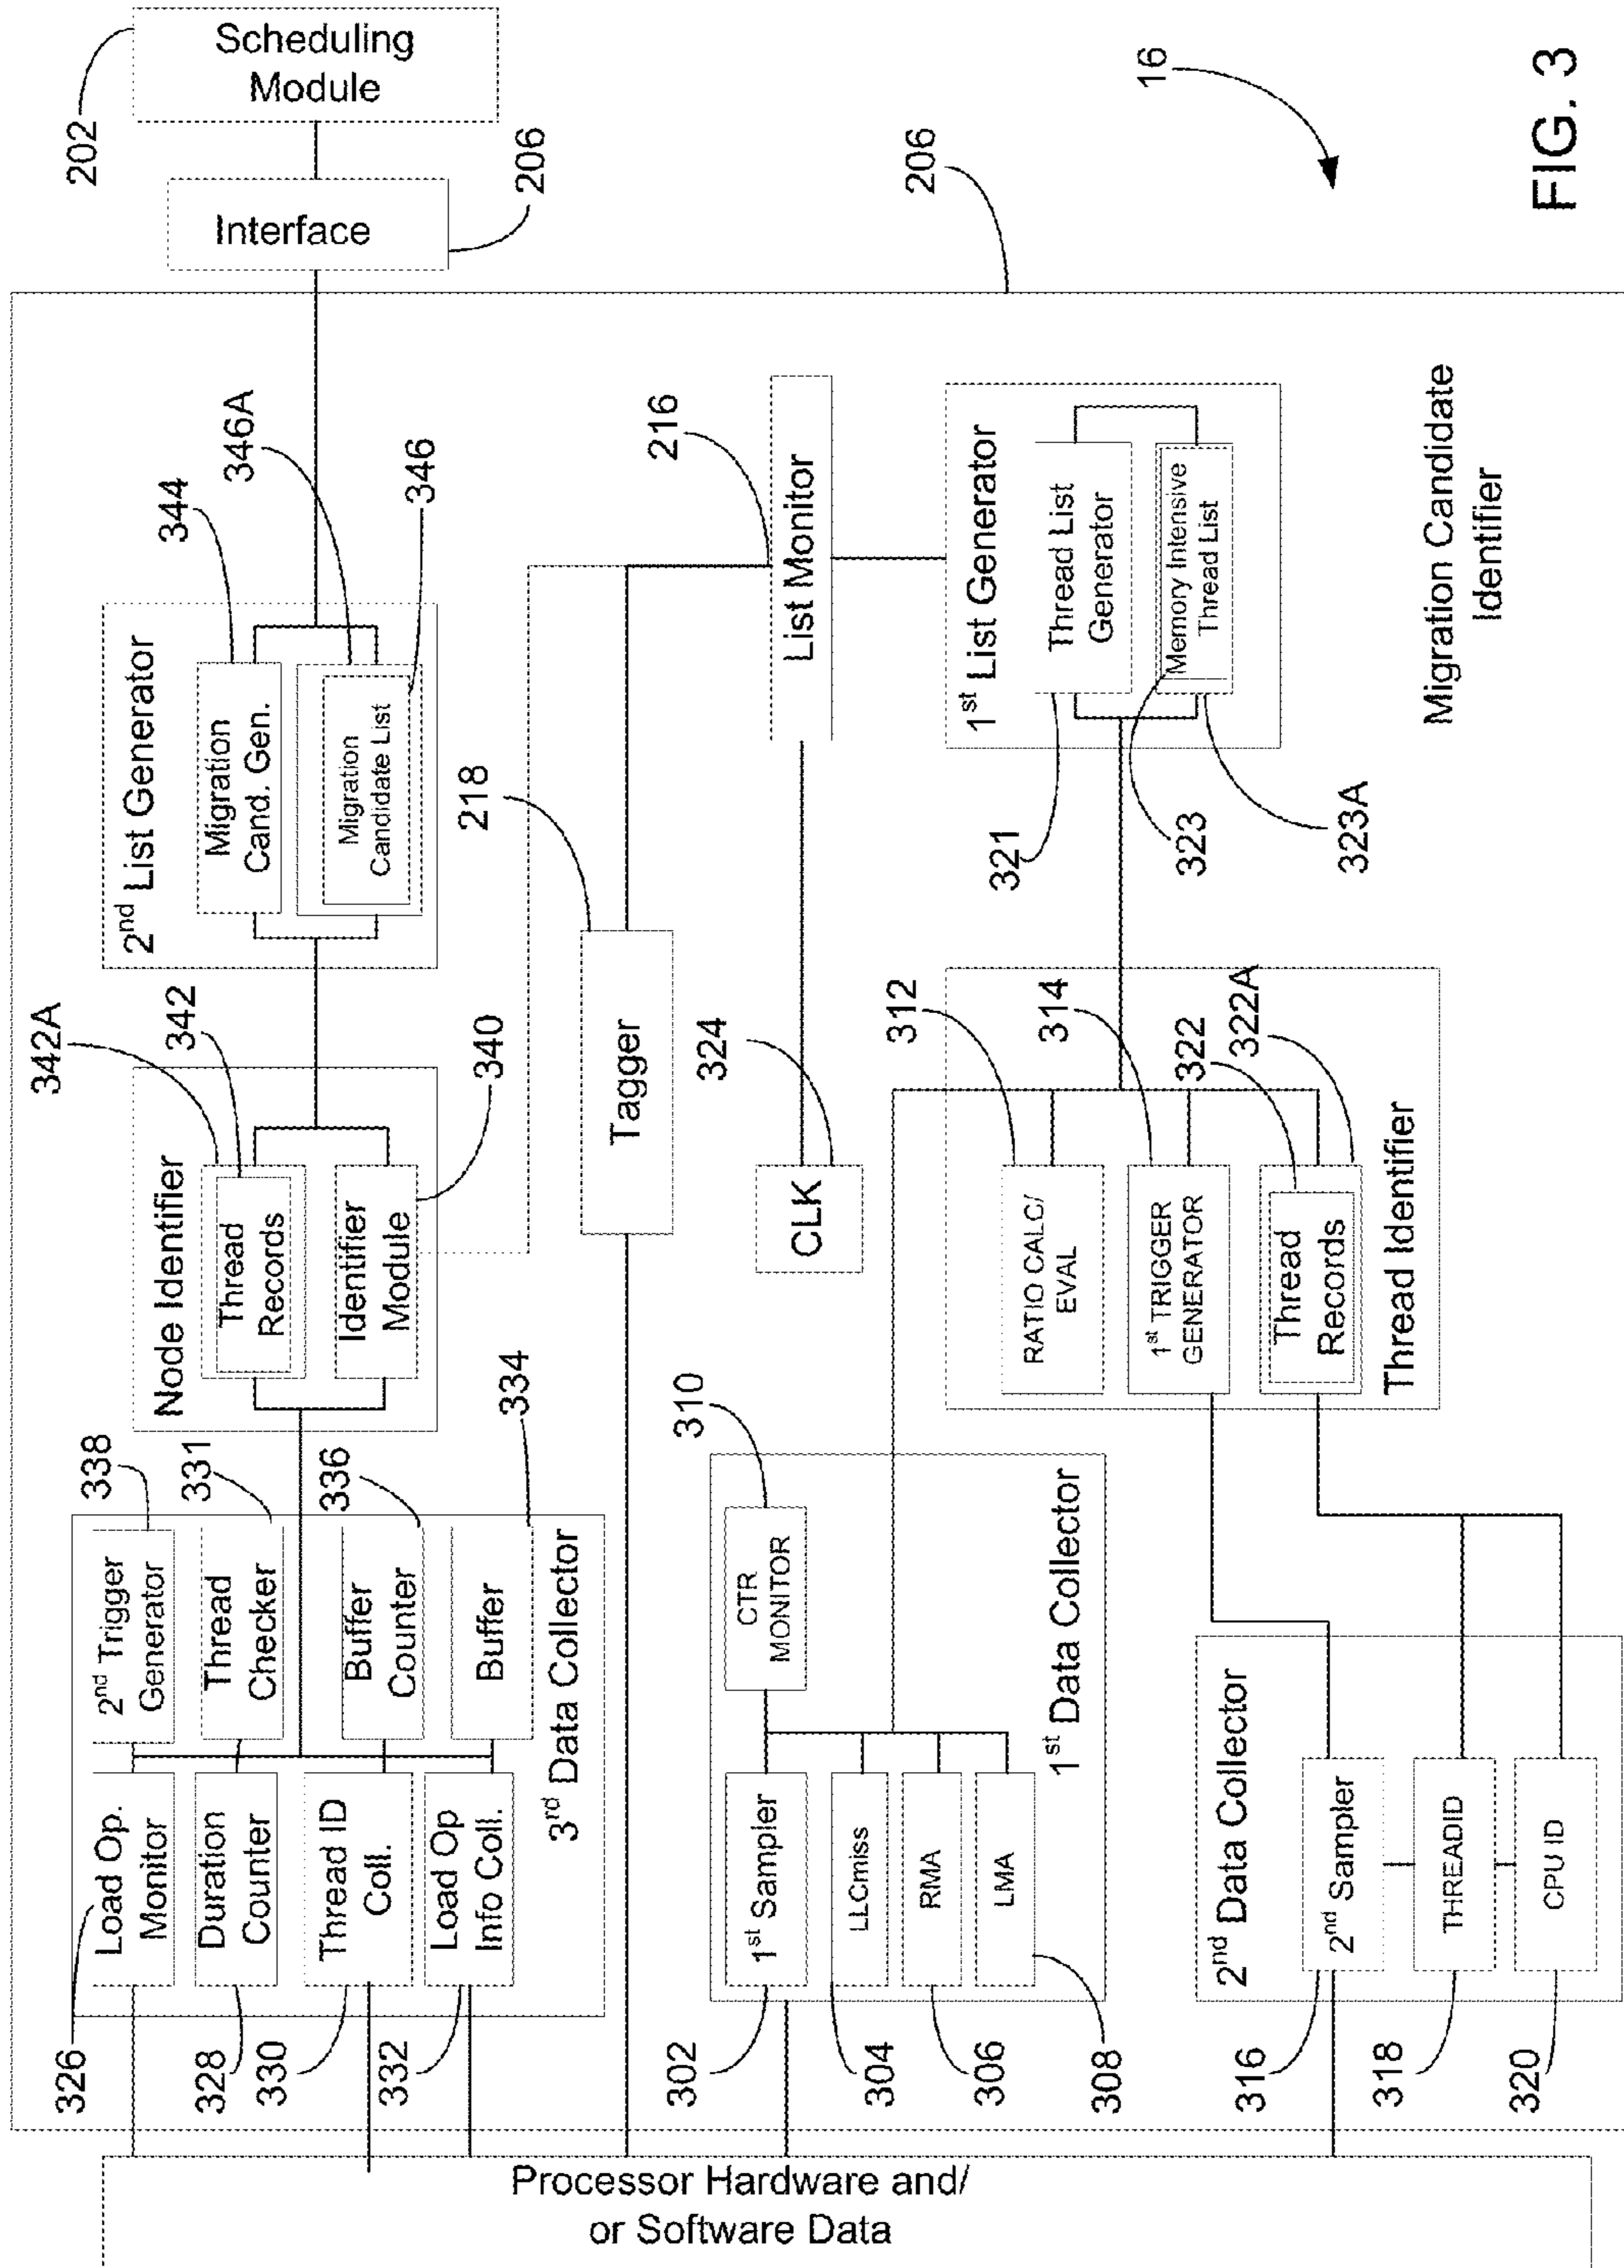 Scheduling
Module
202
Interface
206
206
16
FIG. 3
2nd List Generator
Migration
Cand. Gen.
344
Migration
Candidate List
346A
346
Node Identifier
Thread
Records
342A
342
Identifier
Module
340
3rd Data Collector
Load Op.
Monitor
326
Duration
Counter
328
Thread ID
Coll.
330
Load Op
Info Coll.
332
2nd Trigger
Generator
338
Thread
Checker
331
Buffer
Counter
336
Buffer
334
Tagger
218
List Monitor
216
CLK
324
1st List Generator
Thread List
Generator
321
Memory Intensive
Thread List
323
323A
Migration Candidate
Identifier
Thread Identifier
RATIO CALC/
EVAL
312
1st TRIGGER
GENERATOR
314
Thread
Records
322
322A
1st Data Collector
CTR
MONITOR
310
1st Sampler
302
LLCmiss
304
RMA
306
LMA
308
2nd Data Collector
2nd Sampler
316
THREADID
318
CPU ID
320
Processor Hardware and/
or Software Data